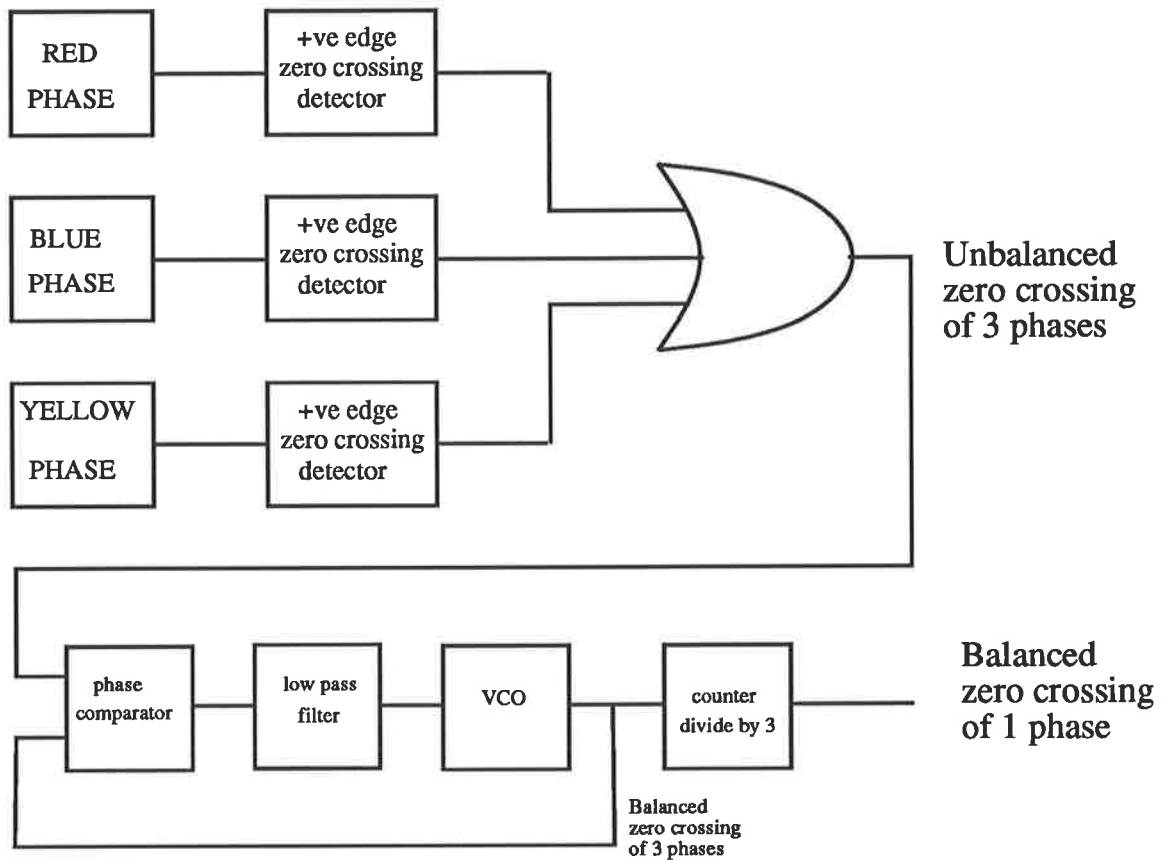 RED
PHASE
+ve edge
zero crossing
detector
BLUE
PHASE
+ve edge
zero crossing
detector
Unbalanced
zero crossing
of 3 phases
YELLOW
PHASE
+ve edge
zero crossing
detector
phase
comparator
low pass
filter
VCO
counter
divide by 3
Balanced
zero crossing
of 1 phase
Balanced
zero crossing
of 3 phases